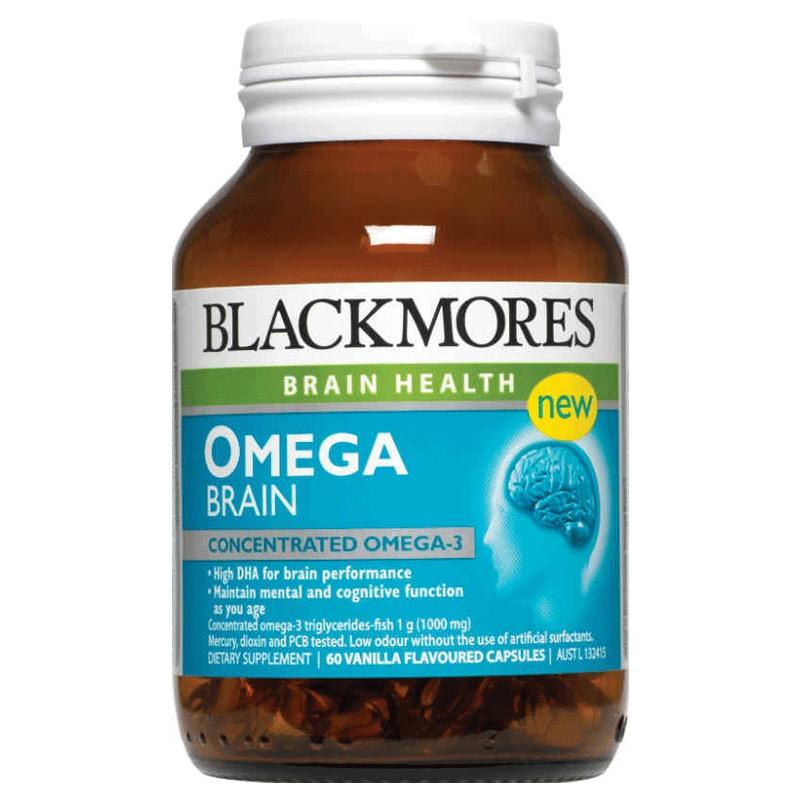 BLACKMORES
BRAIN HEALTH
new
OMEGA
BRAIN
CONCENTRATED OMEGA-3
• High DHA for brain performance
• Maintain mental and cognitive function
as you age
Concentrated omega-3 triglycerides-fish 1 g (1000 mg)
Mercury, dioxin and PCB tested. Low odour without the use of artificial surfactants.
DIETARY SUPPLEMENT | 60 VANILLA FLAVOURED CAPSULES | AUST L 132415